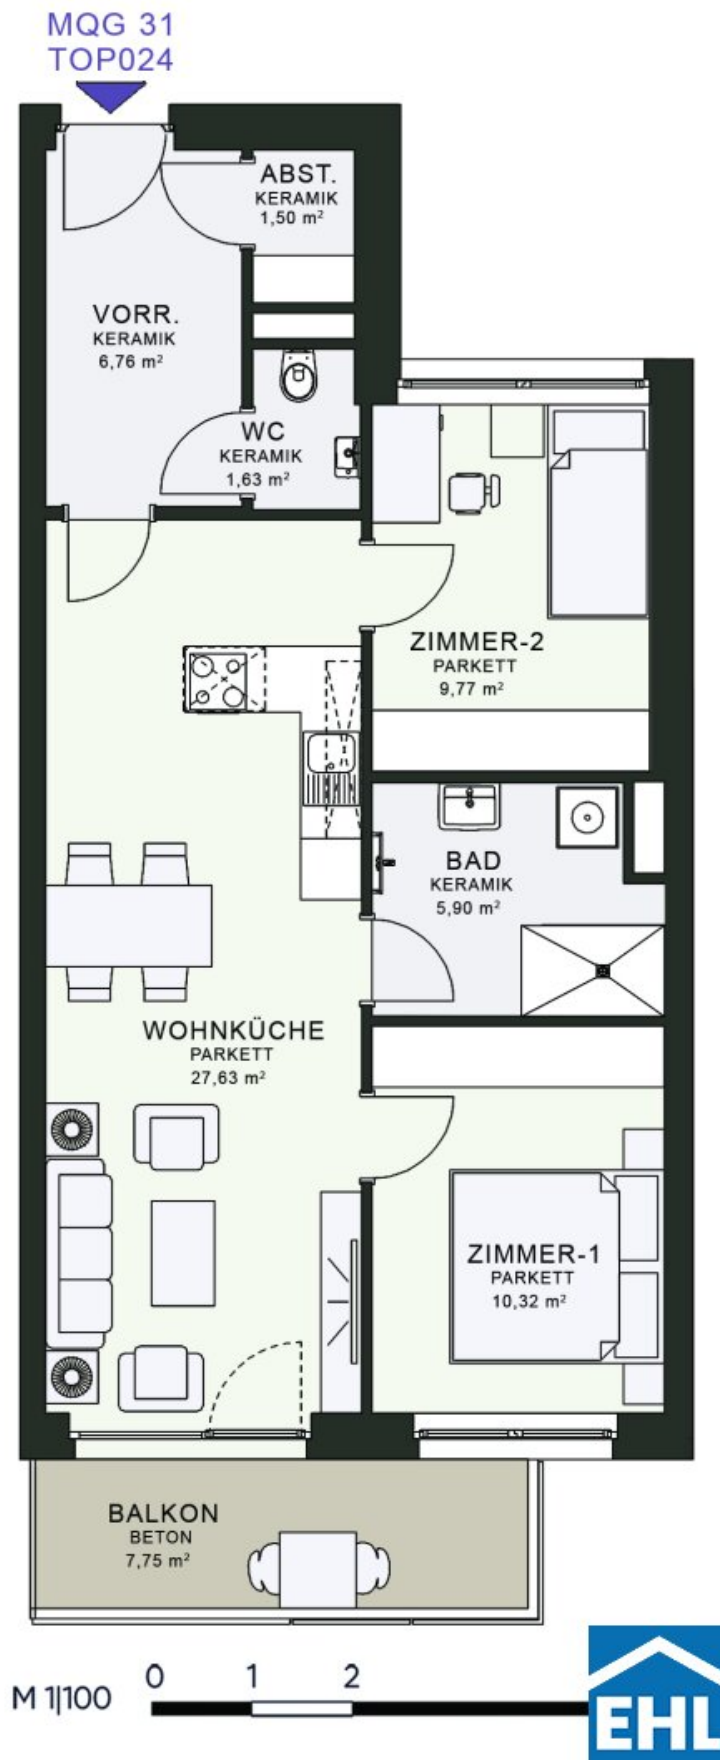 MQG 31
TOP024
ABST.
KERAMIK
1,50 m²
VORR.
KERAMIK
6,76 m²
WC
KERAMIK
1,63 m²
ZIMMER-2
PARKETT
9,77 m²
BAD
KERAMIK
5,90 m²
WOHNKÜCHE
PARKETT
27,63 m²
ZIMMER-1
PARKETT
10,32 m²
BALKON
BETON
7,75 m²
M 1|100
0 1 2
EHL